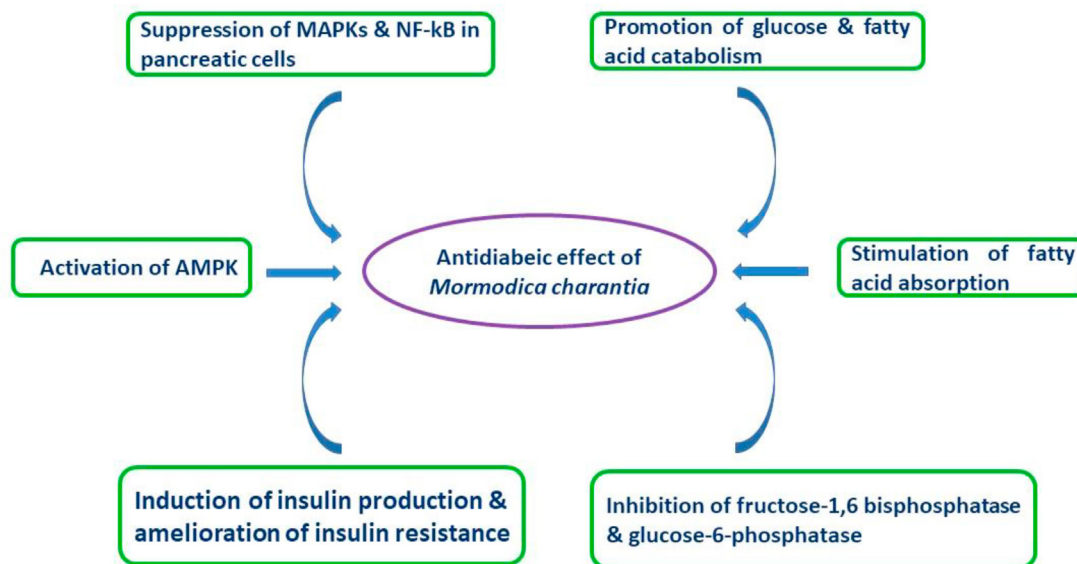 Suppression of MAPKs & NF-kB in
pancreatic cells
Promotion of glucose & fatty
acid catabolism
Activation of AMPK
Antidiabeic effect of
Mormodica charantia
Stimulation of fatty
acid absorption
Induction of insulin production &
amelioration of insulin resistance
Inhibition of fructose-1,6 bisphosphatase
& glucose-6-phosphatase